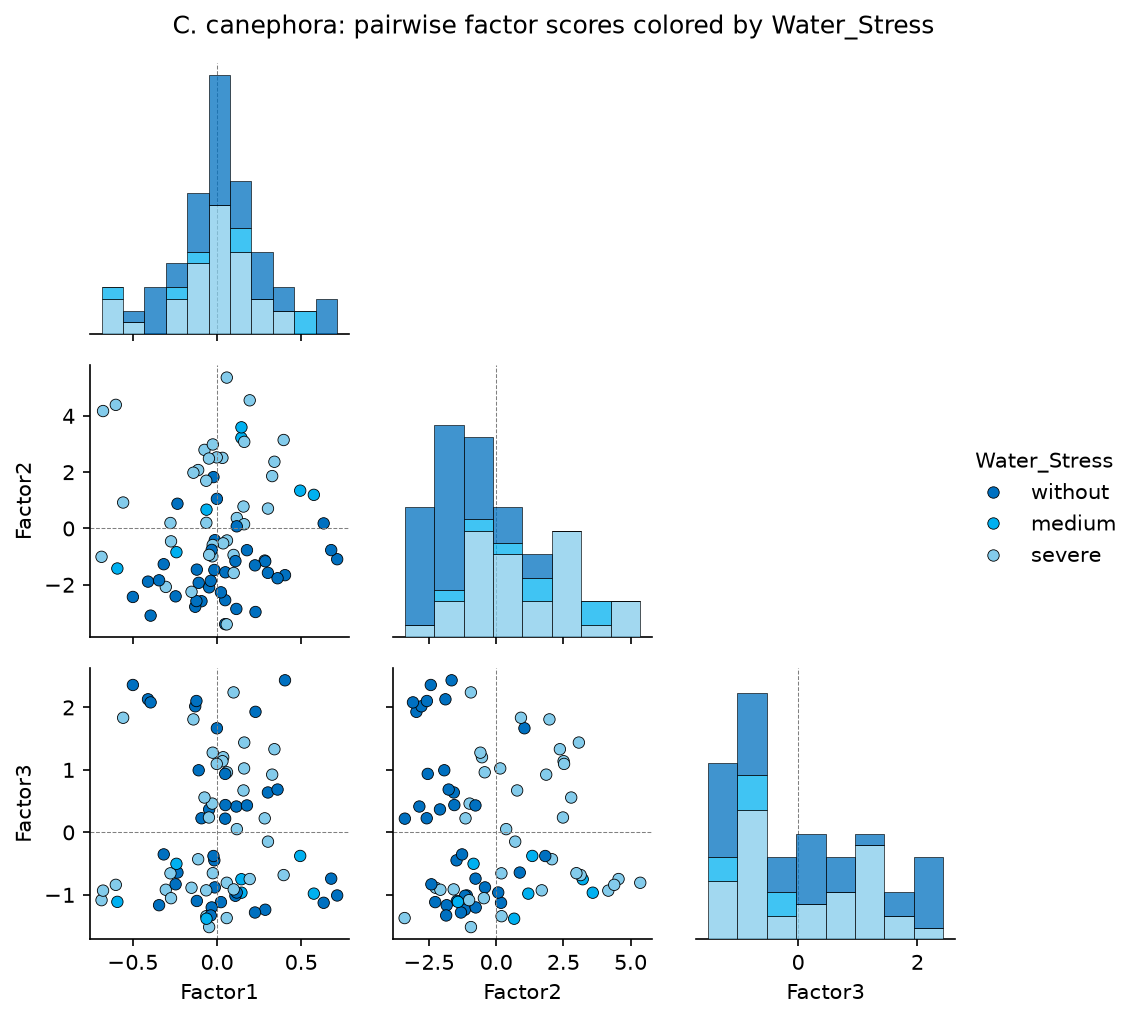 C. canephora: pairwise factor scores colored by Water_Stress
Factor2
4
2
0
−2
Water_Stress
without
medium
severe
Factor3
2
1
0
−1
−0.5
0.0
0.5
−2.5
0.0
2.5
5.0
0
2
Factor1
Factor2
Factor3